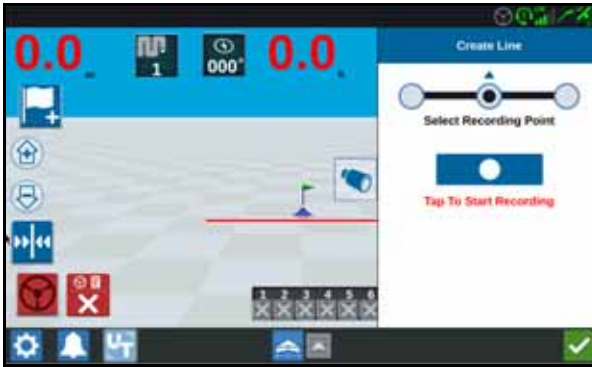 Create Line
0.0
1
000°
0.0
Select Recording Point
Tap To Start Recording
1 2 3 4 5 6
UT